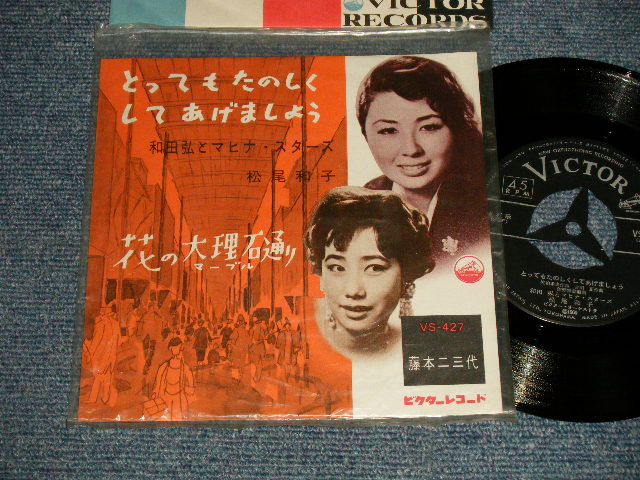 VICTOR
RECORDS
とってもたのしく
してあげましょう
和田弘とマヒナ・スターズ
松尾和子
花の大理石通り
マーブル
VS-427
藤本二三代
ビクターレコード
NEW ORTHOPHONIC RECORDING
VICTOR
45
R.P.M.
VS
とってもたのしくしてあげましょう